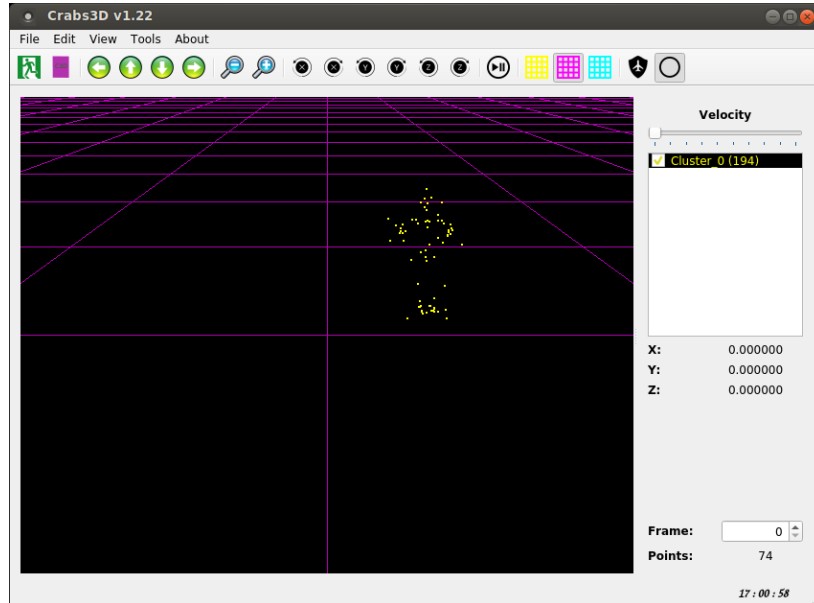 Crabs3D v1.22
File Edit View Tools About
X X Y Y Z Z
Velocity
Cluster_0 (194)
X: 0.000000
Y: 0.000000
Z: 0.000000
Frame: 0
Points: 74
17 : 00 : 58